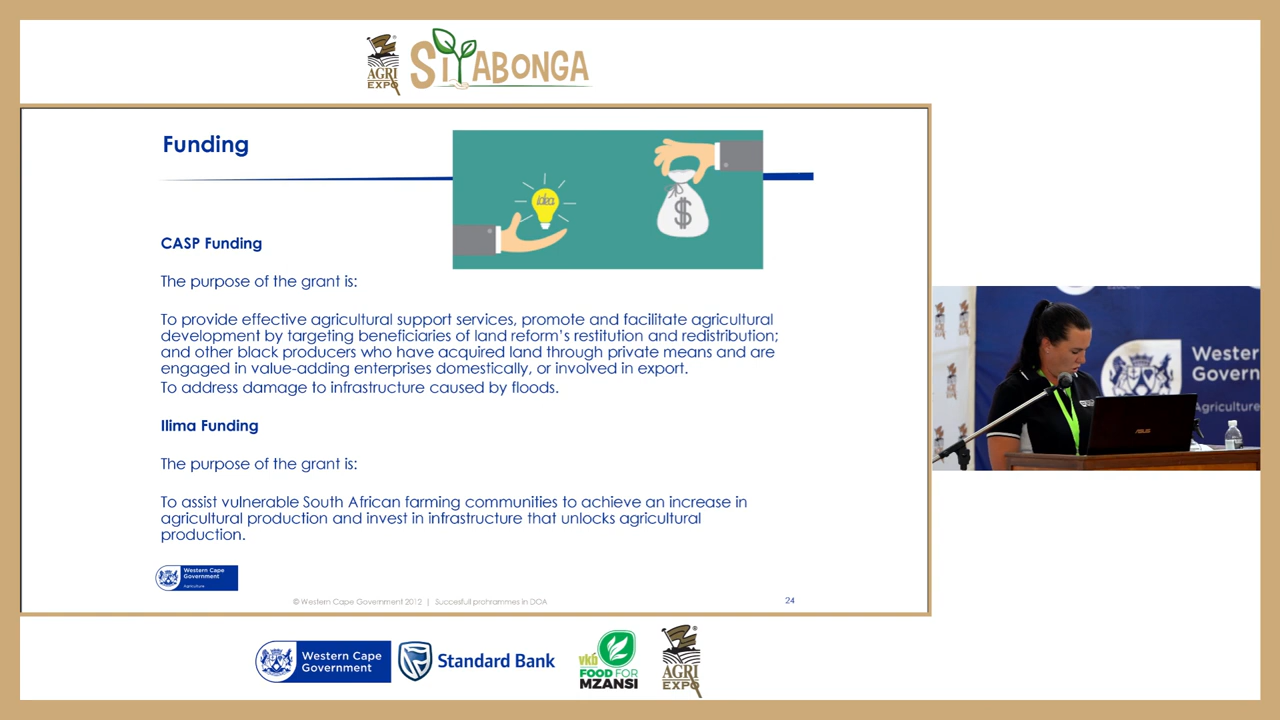 AGRI
EXPO
SIYABONGA
Funding
idea
$
CASP Funding
The purpose of the grant is:
To provide effective agricultural support services, promote and facilitate agricultural
development by targeting beneficiaries of land reform's restitution and redistribution;
and other black producers who have acquired land through private means and are
engaged in value-adding enterprises domestically, or involved in export.
To address damage to infrastructure caused by floods.
Ilima Funding
The purpose of the grant is:
To assist vulnerable South African farming communities to achieve an increase in
agricultural production and invest in infrastructure that unlocks agricultural
production.
Western Cape
Government
Agriculture
© Western Cape Government 2012 | Succesfull prohrammes in DOA
24
Wester
Govern
Agriculture
ASUS
Western Cape
Government
Standard Bank
vkb
FOOD FOR
MZANSI
AGRI
EXPO